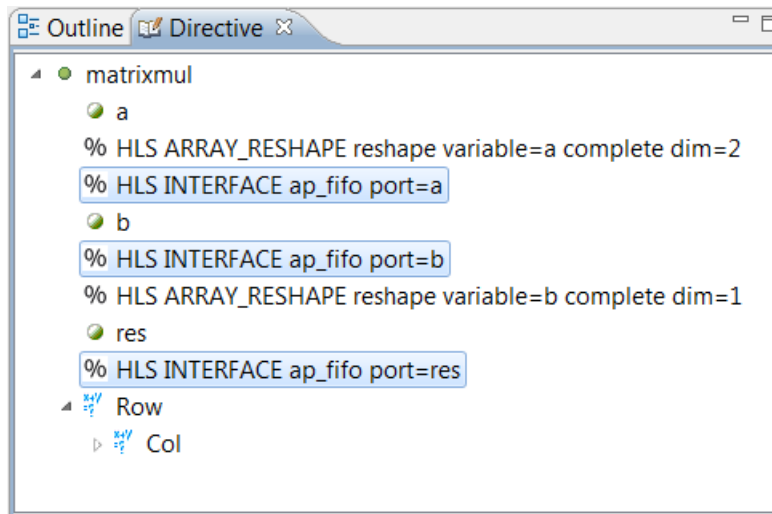 Outline Directive
matrixmul
a
% HLS ARRAY_RESHAPE reshape variable=a complete dim=2
% HLS INTERFACE ap_fifo port=a
b
% HLS INTERFACE ap_fifo port=b
% HLS ARRAY_RESHAPE reshape variable=b complete dim=1
res
% HLS INTERFACE ap_fifo port=res
Row
Col